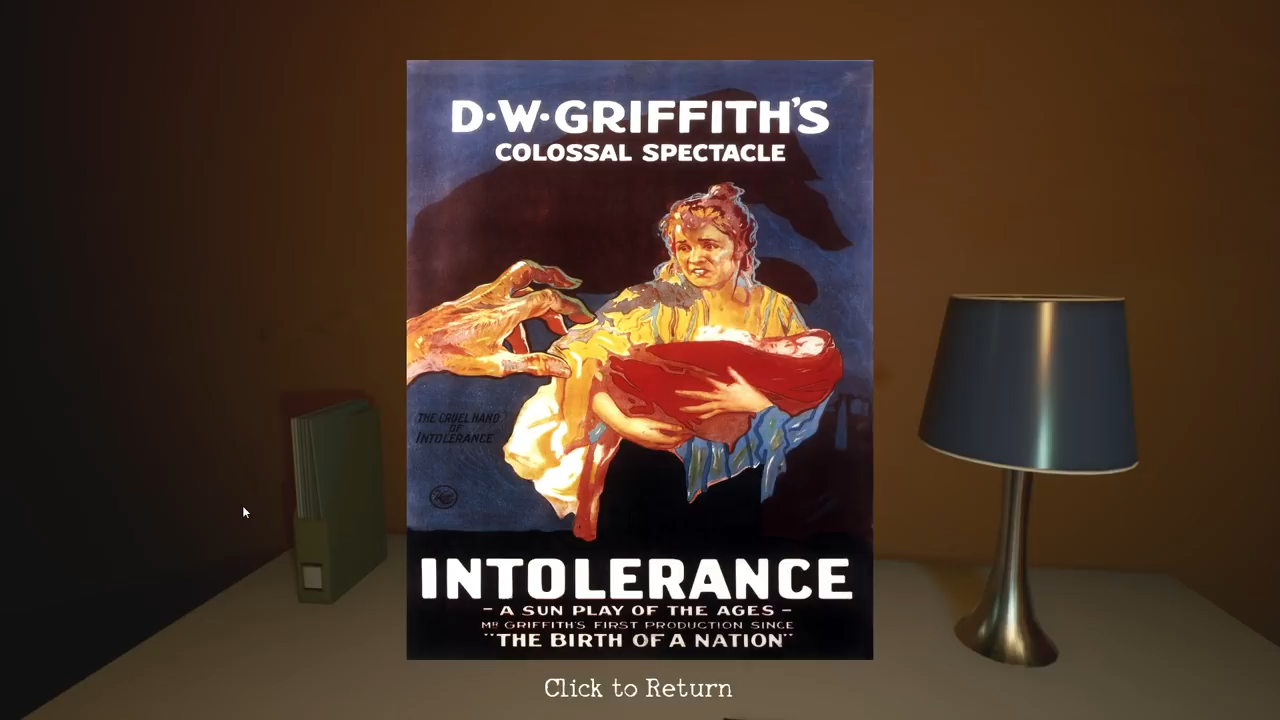 D·W·GRIFFITH'S
COLOSSAL SPECTACLE
THE CRUEL HAND
OF
INTOLERANCE
INTOLERANCE
- A SUN PLAY OF THE AGES -
MR GRIFFITH'S FIRST PRODUCTION SINCE
"THE BIRTH OF A NATION"
Click to Return